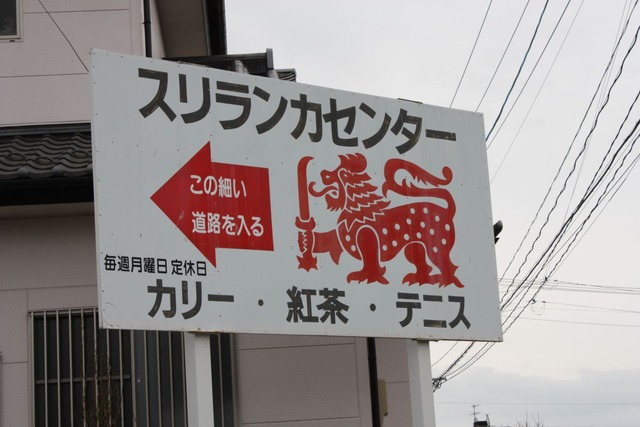 スリランカセンター
この細い
道路を入る
毎週月曜日定休日
カリー・紅茶・テニス